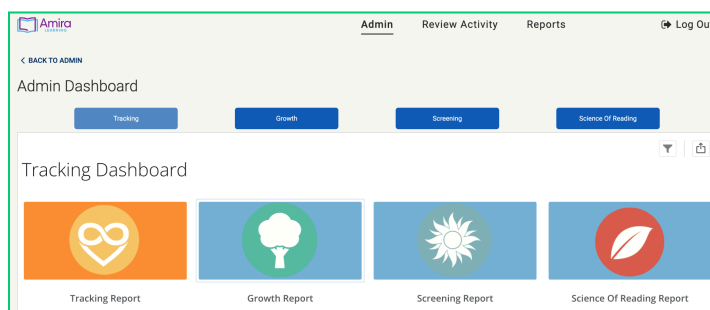 Amira
LEARNING
Admin Review Activity Reports Log Ou
< BACK TO ADMIN
Admin Dashboard
Tracking Growth Screening Science Of Reading
Tracking Dashboard
Tracking Report Growth Report Screening Report Science Of Reading Report